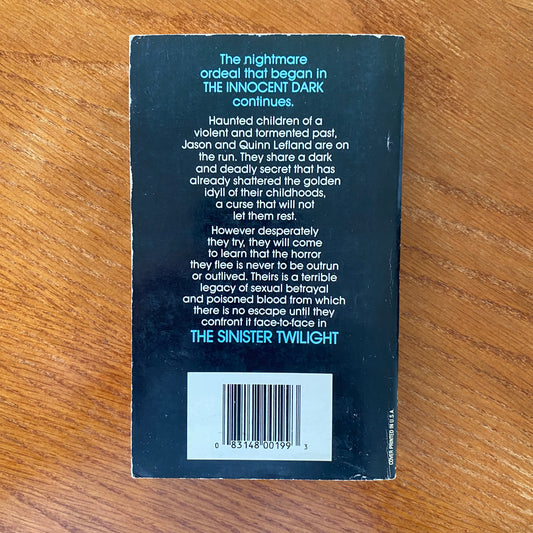 The nightmare
ordeal that began in
THE INNOCENT DARK
continues.
Haunted children of a
violent and tormented past,
Jason and Quinn Lefland are on
the run. They share a dark
and deadly secret that has
already shattered the golden
idyll of their childhoods,
a curse that will not
let them rest.
However desperately
they try, they will come
to learn that the horror
they flee is never to be outrun
or outlived. Theirs is a terrible
legacy of sexual betrayal
and poisoned blood from which
there is no escape until they
confront it face-to-face in
THE SINISTER TWILIGHT
0 83148 00199 3
COVER PRINTED IN U.S.A.